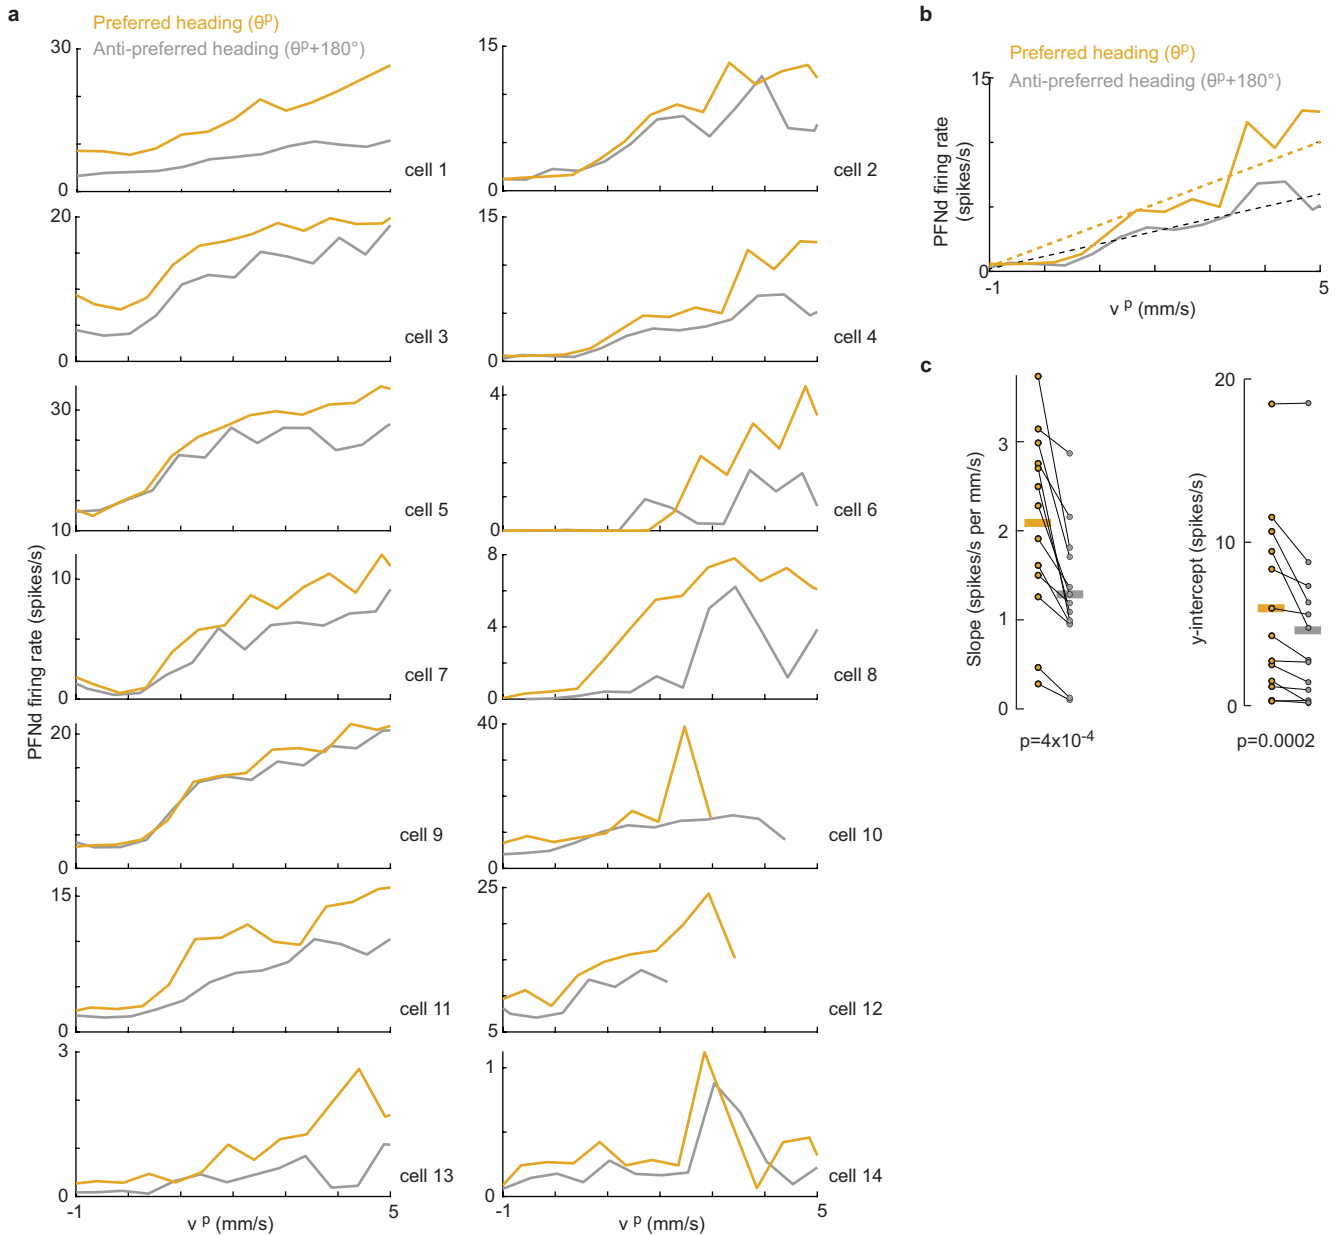 a
Preferred heading (θᵖ)
Anti-preferred heading (θᵖ+180°)
30
0
cell 1
15
0
cell 2
20
0
cell 3
15
0
cell 4
30
10
cell 5
4
2
0
cell 6
PFNd firing rate (spikes/s)
10
0
cell 7
8
4
0
cell 8
20
0
cell 9
40
20
0
cell 10
15
0
cell 11
25
5
cell 12
3
0
cell 13
-1
5
v ᵖ (mm/s)
1
0
cell 14
-1
5
v ᵖ (mm/s)
b
Preferred heading (θᵖ)
Anti-preferred heading (θᵖ+180°)
PFNd firing rate
(spikes/s)
15
0
-1
5
v ᵖ (mm/s)
c
Slope (spikes/s per mm/s)
3
2
1
0
p=4x10⁻⁴
y-intercept (spikes/s)
20
10
0
p=0.0002